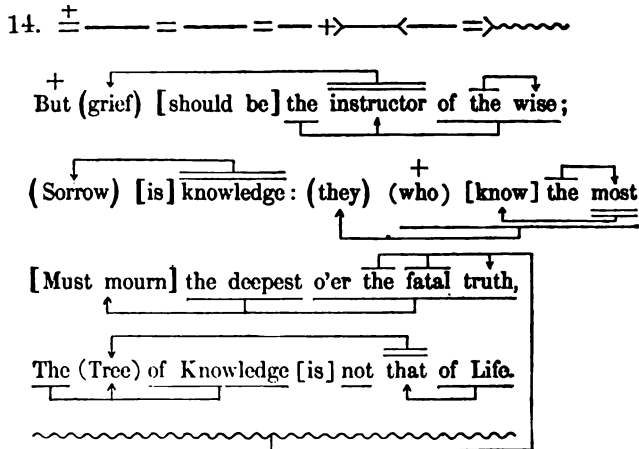 14.
But (grief) [should be] the instructor of the wise;
(Sorrow) [is] knowledge: (they) (who) [know] the most
[Must mourn] the deepest o'er the fatal truth,
The (Tree) of Knowledge [is] not that of Life.